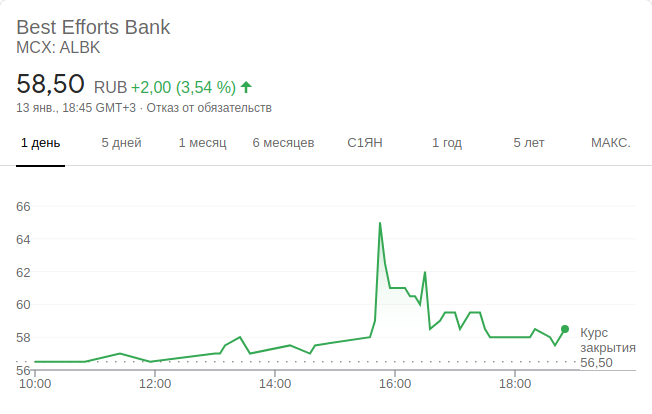 Best Efforts Bank
MCX: ALBK
58,50 RUB +2,00 (3,54 %)
13 янв., 18:45 GMT+3 · Отказ от обязательств
1 день 5 дней 1 месяц 6 месяцев С1ЯН 1 год 5 лет МАКС.
66
64
62
60
58
56
Курс
закрытия
56,50
10:00 12:00 14:00 16:00 18:00